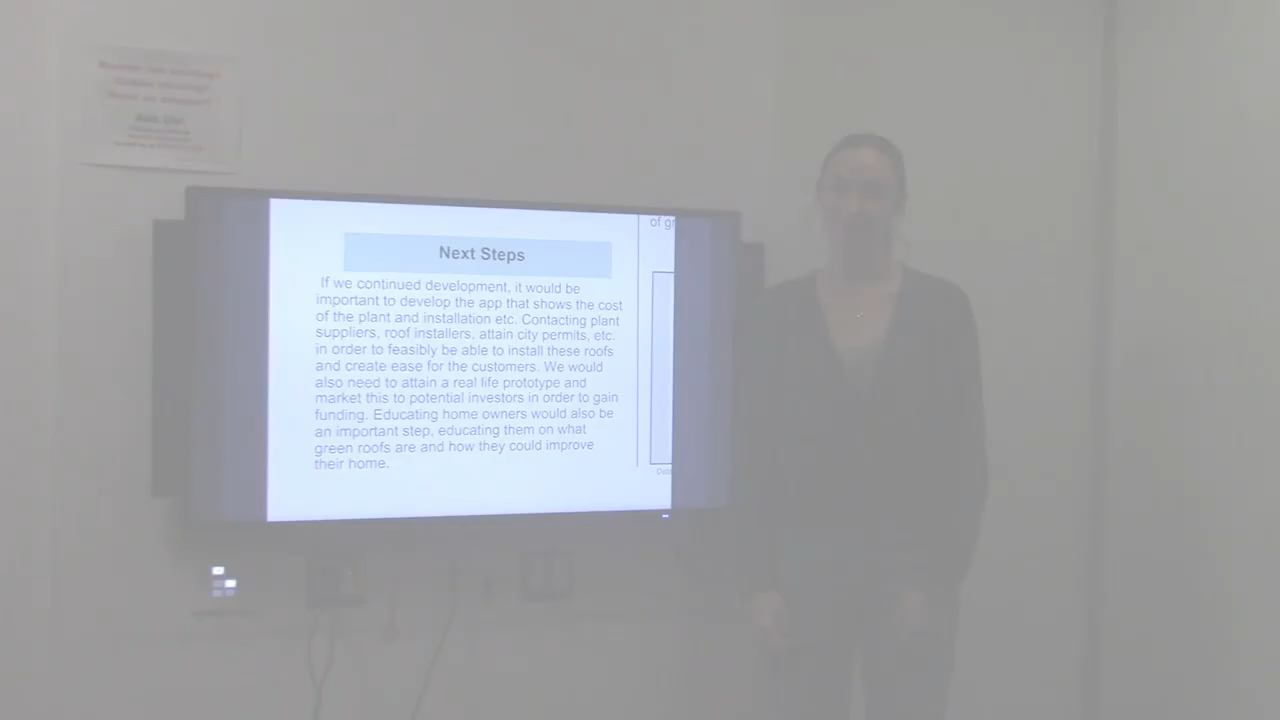 Ask Us!
of gr
Next Steps
If we continued development, it would be
important to develop the app that shows the cost
of the plant and installation etc. Contacting plant
suppliers, roof installers, attain city permits, etc.
in order to feasibly be able to install these roofs
and create ease for the customers. We would
also need to attain a real life prototype and
market this to potential investors in order to gain
funding. Educating home owners would also be
an important step, educating them on what
green roofs are and how they could improve
their home.